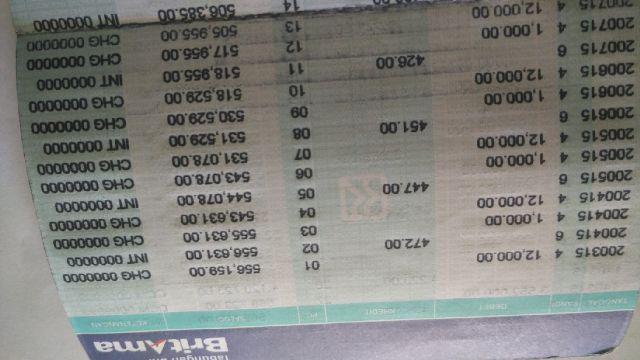 Tabungan BRI
BritAma
TANGGAL SANDI DEBET KREDIT PC SALDO KETERANGAN
200315 4 12,000.00 01 556,159.00 CHG 0000000
200415 6 472.00 02 556,631.00 INT 0000000
200415 4 1,000.00 03 555,631.00 CHG 0000000
200415 4 12,000.00 04 543,631.00 CHG 0000000
200515 6 447.00 05 544,078.00 INT 0000000
200515 4 1,000.00 06 543,078.00 CHG 0000000
200515 4 12,000.00 07 531,078.00 CHG 0000000
200615 6 451.00 08 531,529.00 INT 0000000
200615 4 1,000.00 09 530,529.00 CHG 0000000
200615 4 12,000.00 10 518,529.00 CHG 0000000
200715 6 426.00 11 518,955.00 INT 0000000
200715 4 1,000.00 12 517,955.00 CHG 0000000
200715 4 12,000.00 13 505,955.00 CHG 0000000
14 506,385.00 INT 0000000